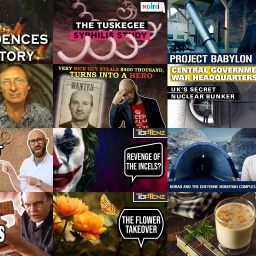 DENCES
TORY
Noird
THE TUSKEGEE
SYPHILIS STUDY
PROJECT BABYLON
VERY NICE GUY STEALS $400 THOUSAND,
TURNS INTO A HERO
WANTED
CENTRAL GOVERNMENT
WAR HEADQUARTERS
UK'S SECRET
NUCLEAR BUNKER
REVENGE OF
THE INCELS?
NORAD AND THE CHEYENNE MOUNTAIN COMPLEX
TOPTENZ
S
TOPTENZ
THE FLOWER
TAKEOVER